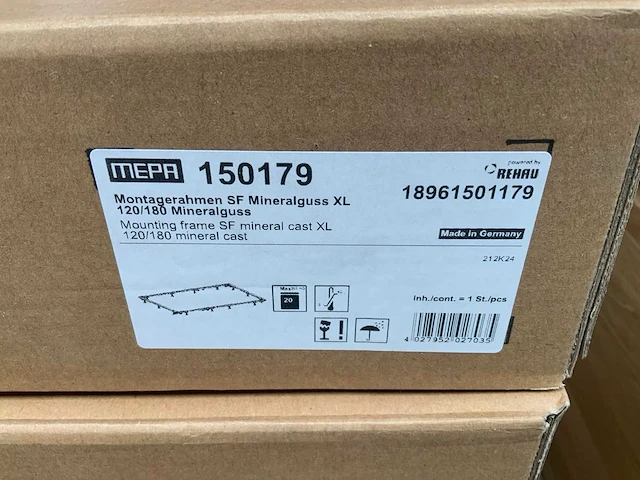 MEPA 150179
powered by
REHAU
18961501179
Montagerahmen SF Mineralguss XL
120/180 Mineralguss
Mounting frame SF mineral cast XL
120/180 mineral cast
Made in Germany
212K24
20
Inh./cont. = 1 St./pcs
4 027952 027035